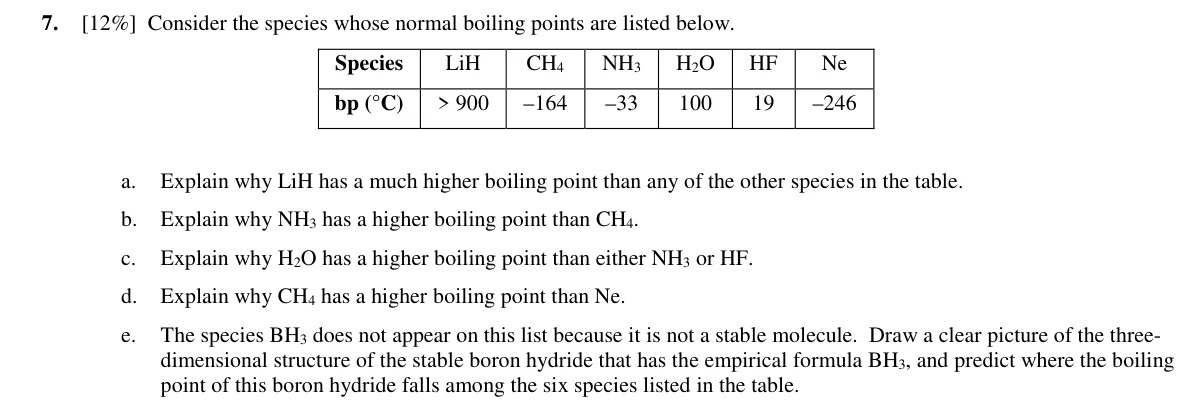 7. [12%] Consider the species whose normal boiling points are listed below.
Species LiH CH₄ NH₃ H₂O HF Ne
bp (°C) > 900 –164 –33 100 19 –246
a. Explain why LiH has a much higher boiling point than any of the other species in the table.
b. Explain why NH₃ has a higher boiling point than CH₄.
c. Explain why H₂O has a higher boiling point than either NH₃ or HF.
d. Explain why CH₄ has a higher boiling point than Ne.
e. The species BH₃ does not appear on this list because it is not a stable molecule. Draw a clear picture of the three-
dimensional structure of the stable boron hydride that has the empirical formula BH₃, and predict where the boiling
point of this boron hydride falls among the six species listed in the table.